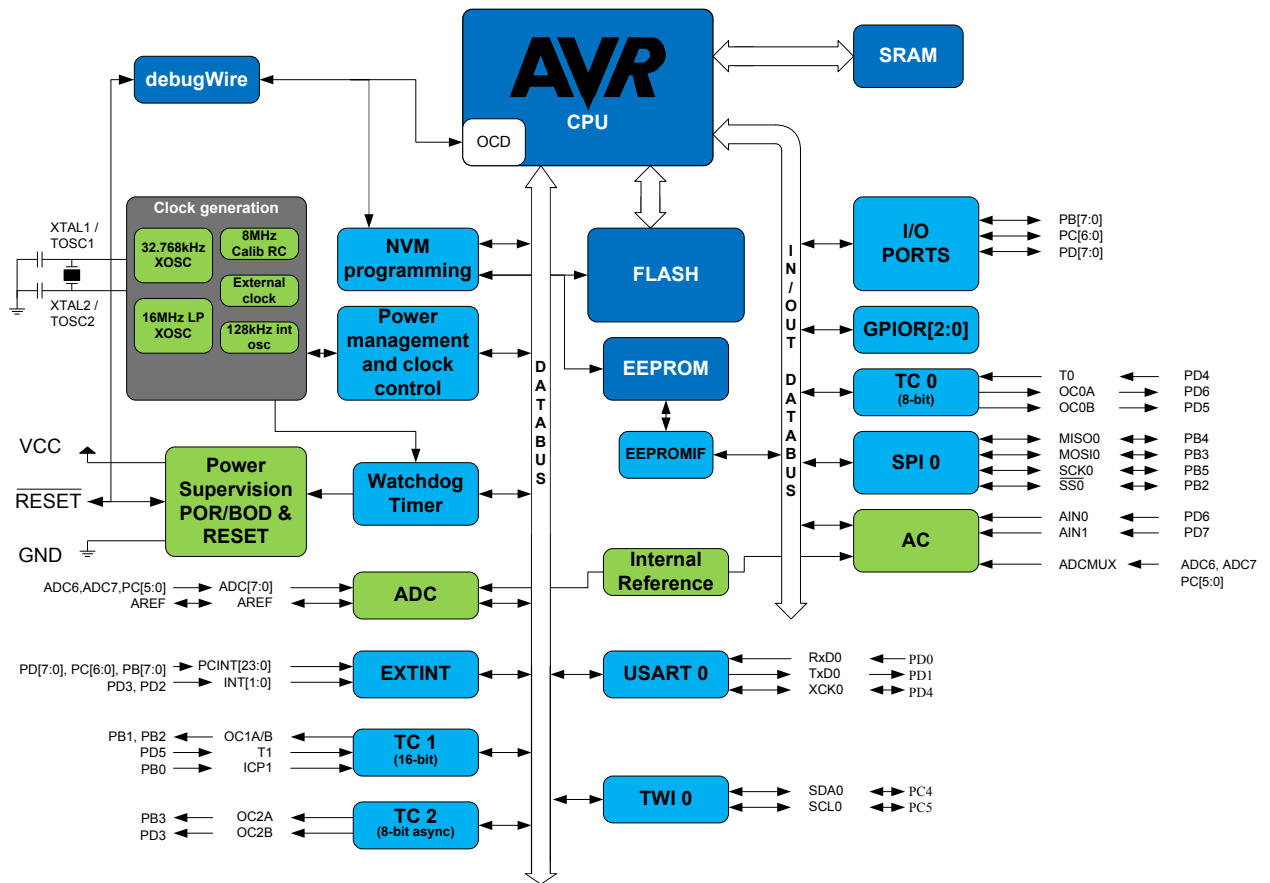 AVR
CPU
OCD
SRAM
debugWire
Clock generation
32.768kHz
XOSC
8MHz
Calib RC
External
clock
16MHz LP
XOSC
128kHz int
osc
XTAL1 /
TOSC1
XTAL2 /
TOSC2
NVM
programming
Power
management
and clock
control
FLASH
EEPROM
EEPROMIF
DATABUS
IN/OUT DATABUS
I/O
PORTS
PB[7:0]
PC[6:0]
PD[7:0]
GPIOR[2:0]
TC 0
(8-bit)
T0 PD4
OC0A PD6
OC0B PD5
SPI 0
MISO0 PB4
MOSI0 PB3
SCK0 PB5
SS0 PB2
AC
AIN0 PD6
AIN1 PD7
ADCMUX ADC6, ADC7
PC[5:0]
VCC
RESET
GND
Power
Supervision
POR/BOD &
RESET
Watchdog
Timer
Internal
Reference
ADC6,ADC7,PC[5:0] ADC[7:0]
AREF AREF
ADC
PD[7:0], PC[6:0], PB[7:0] PCINT[23:0]
PD3, PD2 INT[1:0]
EXTINT
USART 0
RxD0 PD0
TxD0 PD1
XCK0 PD4
PB1, PB2 OC1A/B
PD5 T1
PB0 ICP1
TC 1
(16-bit)
TWI 0
SDA0 PC4
SCL0 PC5
PB3 OC2A
PD3 OC2B
TC 2
(8-bit async)